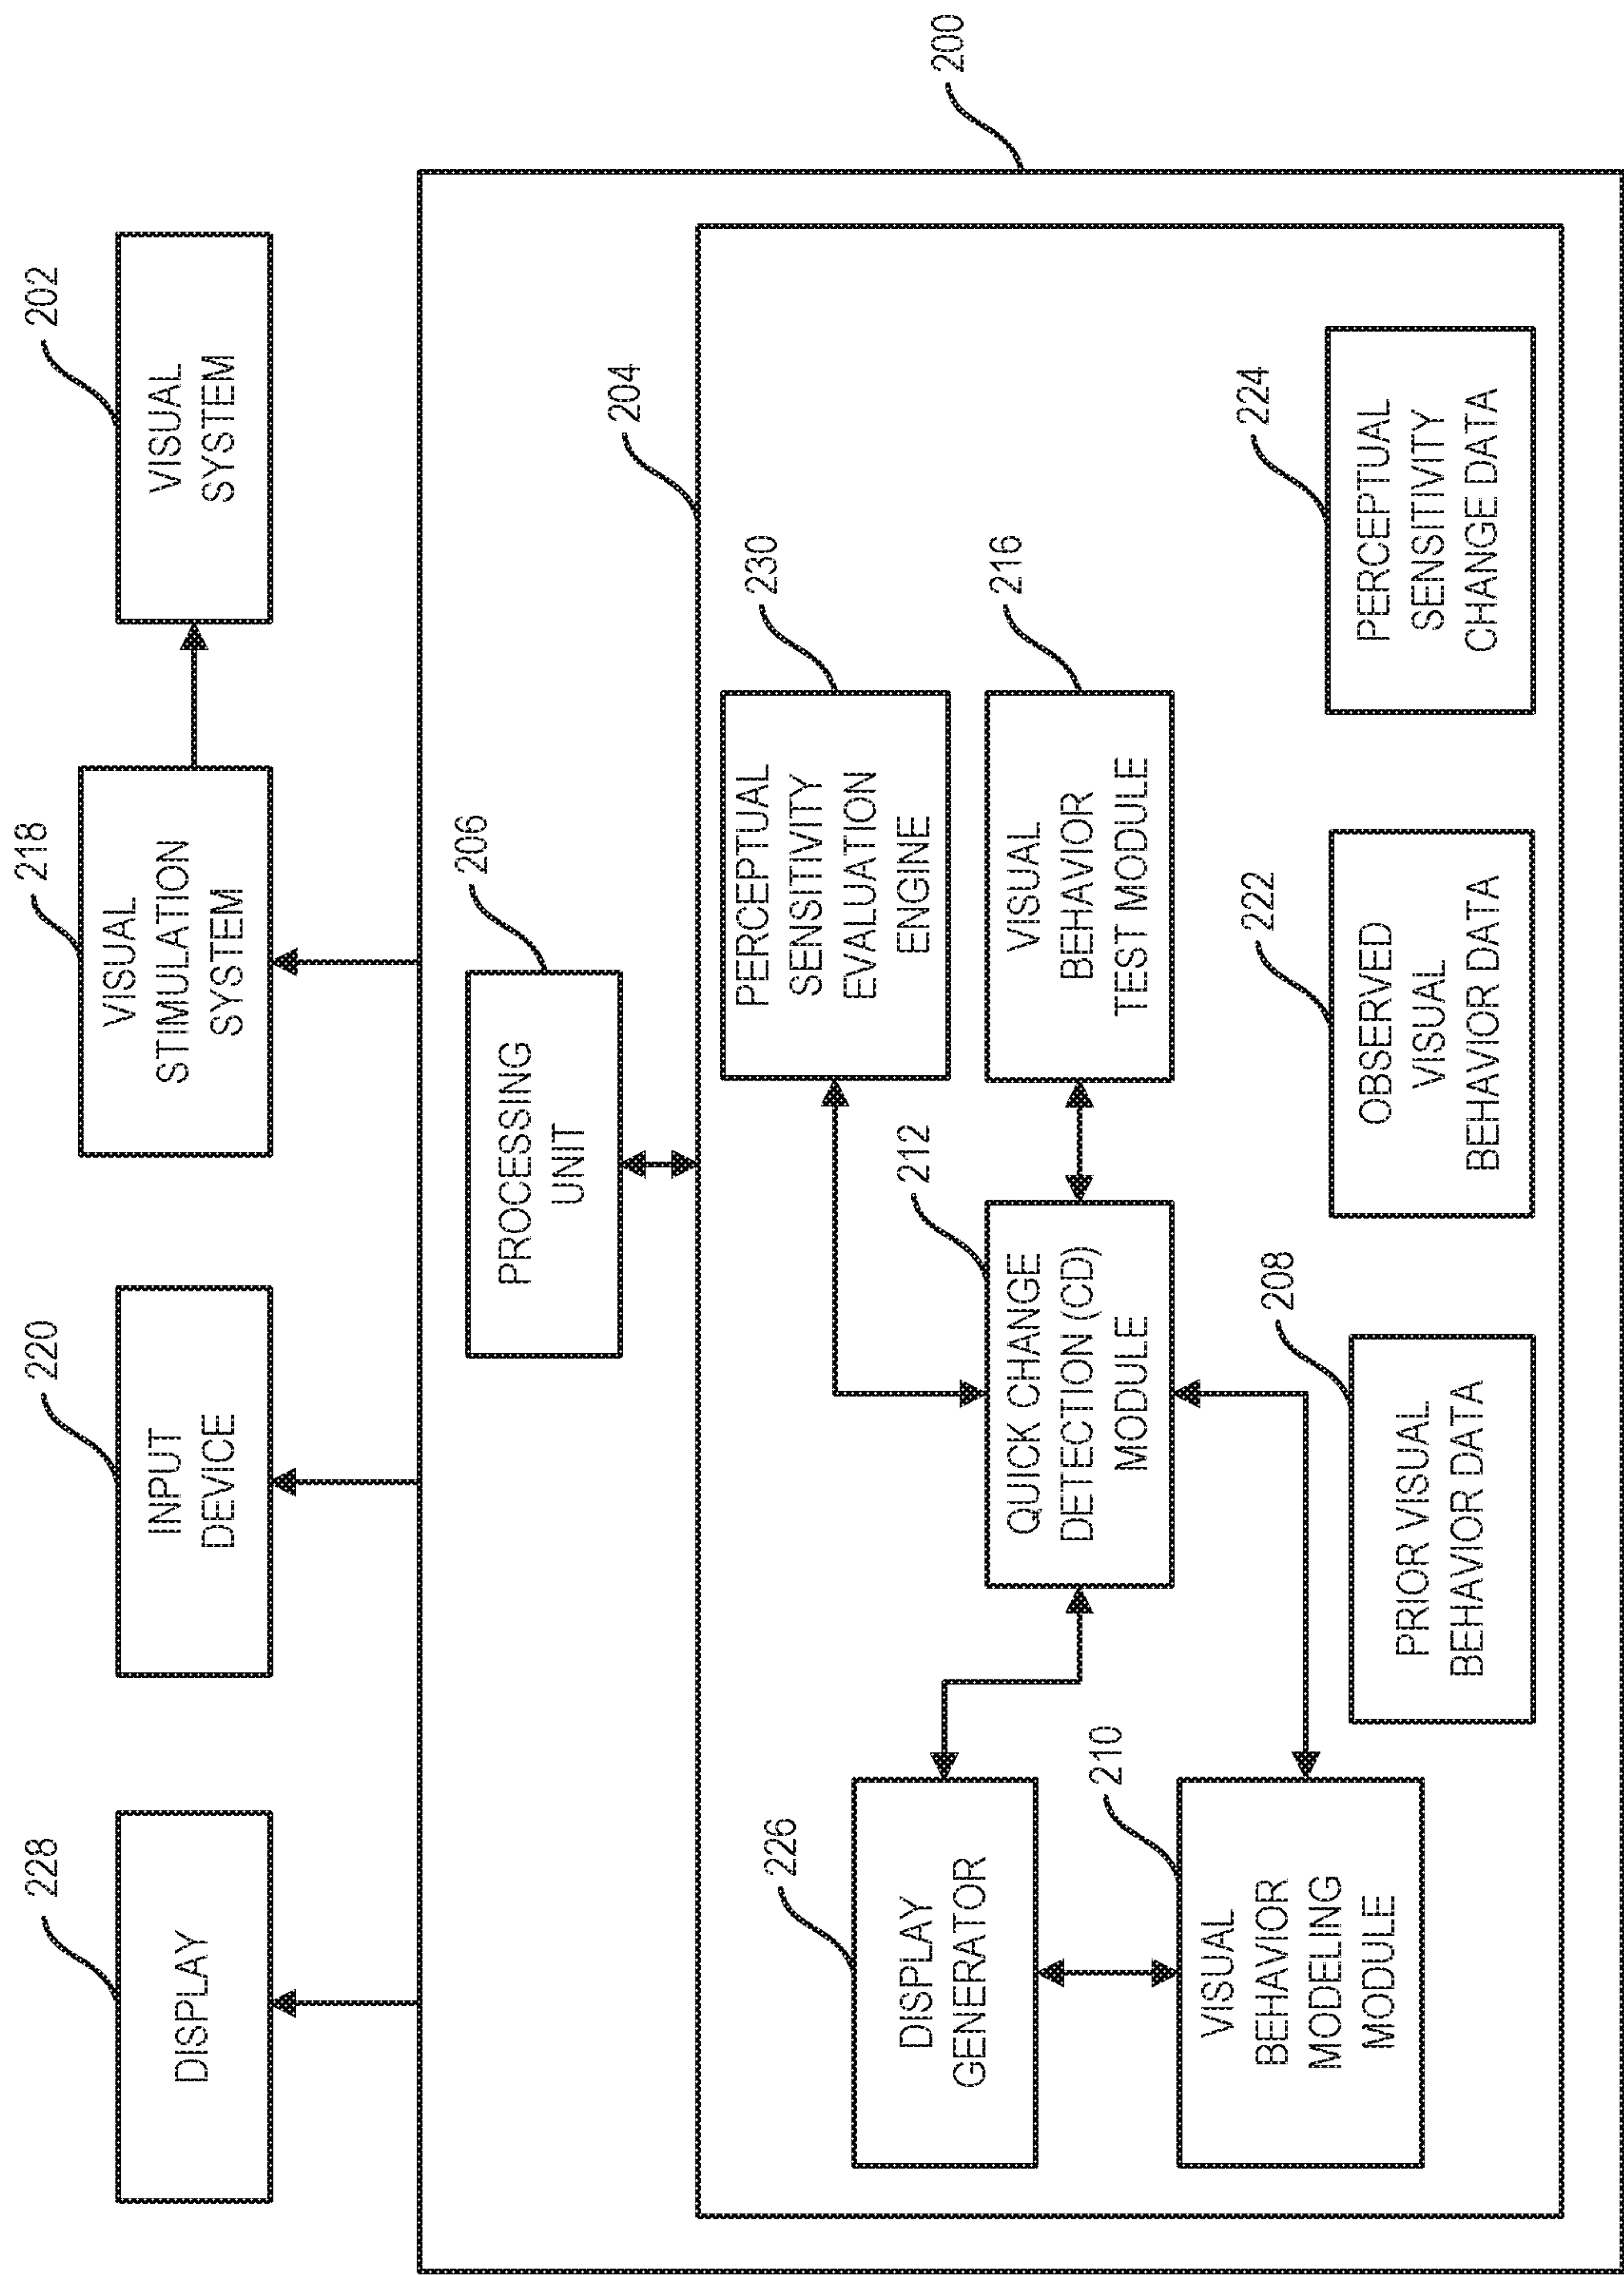 228
DISPLAY
220
INPUT
DEVICE
218
VISUAL
STIMULATION
SYSTEM
202
VISUAL
SYSTEM
200
206
PROCESSING
UNIT
204
226
DISPLAY
GENERATOR
230
PERCEPTUAL
SENSITIVITY
EVALUATION
ENGINE
212
QUICK CHANGE
DETECTION (CD)
MODULE
216
VISUAL
BEHAVIOR
TEST MODULE
210
VISUAL
BEHAVIOR
MODELING
MODULE
208
PRIOR VISUAL
BEHAVIOR DATA
222
OBSERVED
VISUAL
BEHAVIOR DATA
224
PERCEPTUAL
SENSITIVITY
CHANGE DATA